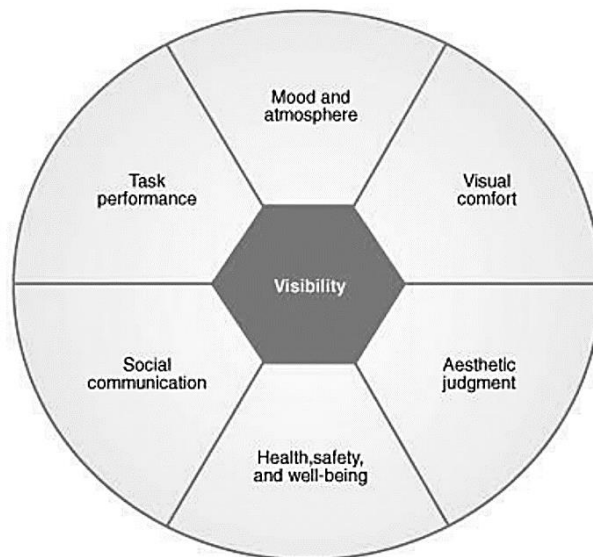 Mood and
atmosphere
Task
performance
Visual
comfort
Visibility
Social
communication
Aesthetic
judgment
Health,safety,
and well-being